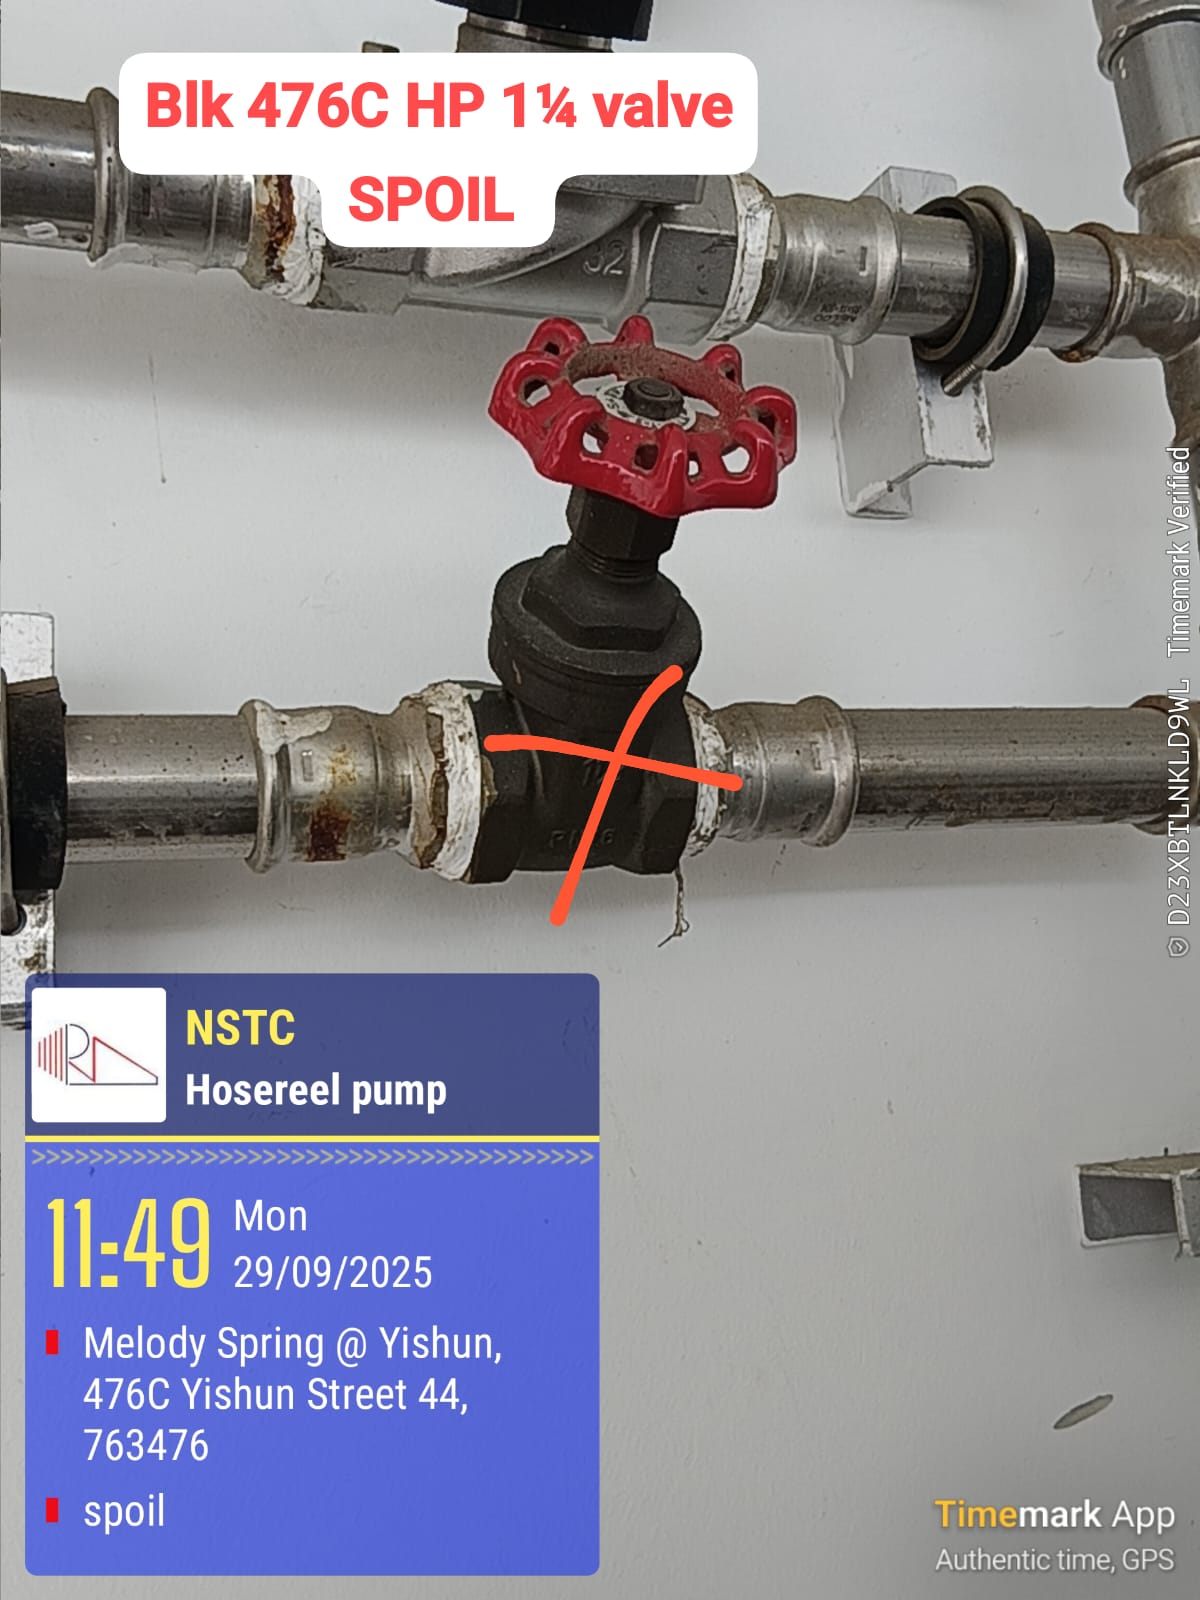 Blk 476C HP 1¼ valve
SPOIL
32
NSTC
Hosereel pump
11:49
Mon
29/09/2025
Melody Spring @ Yishun,
476C Yishun Street 44,
763476
spoil
D23XBTLNKLD9WL Timemark Verified
Timemark App
Authentic time, GPS